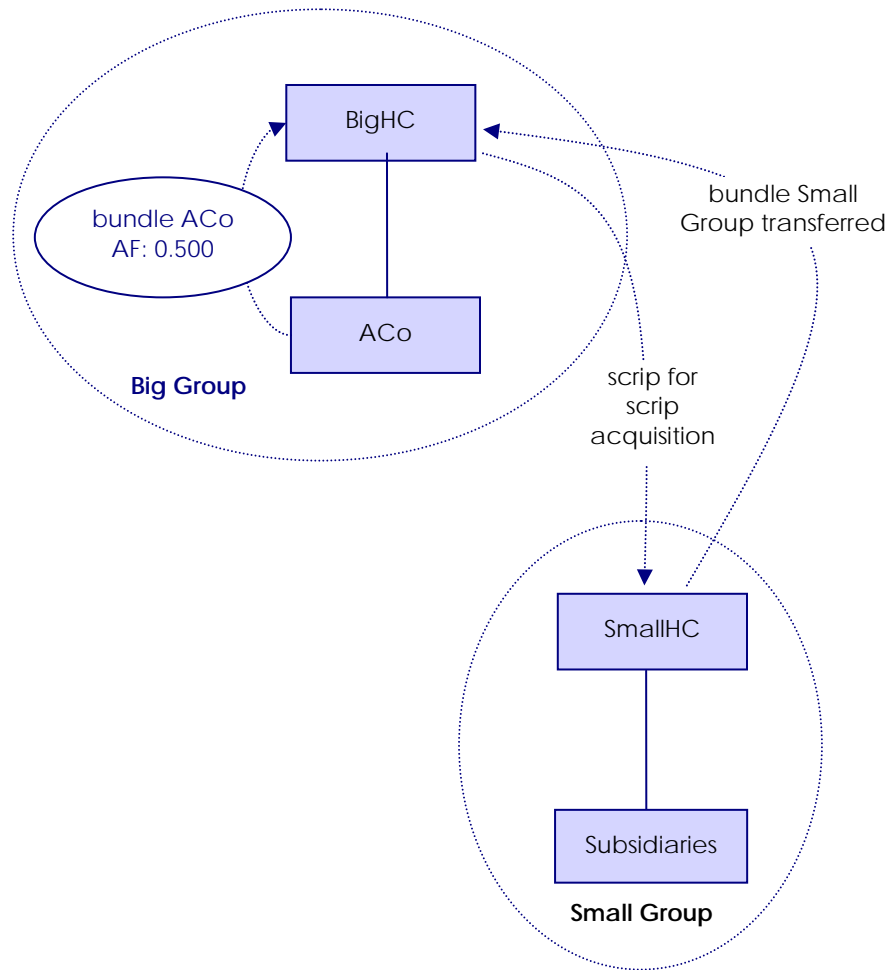 BigHC
bundle Small
Group transferred
bundle ACo
AF: 0.500
ACo
Big Group
scrip for
scrip
acquisition
SmallHC
Subsidiaries
Small Group